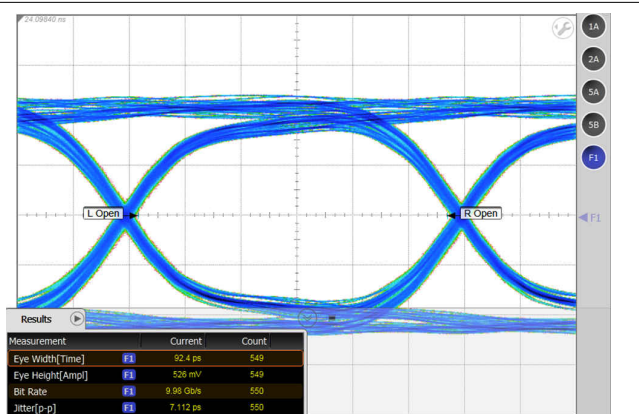 24.09840 ns
1A
2A
5A
5B
F1
L Open
R Open
F1
Results
Measurement Current Count
Eye Width[Time] F1 92.4 ps 549
Eye Height[Ampl] F1 526 mV 549
Bit Rate F1 9.98 Gb/s 550
Jitter[p-p] F1 7.112 ps 550